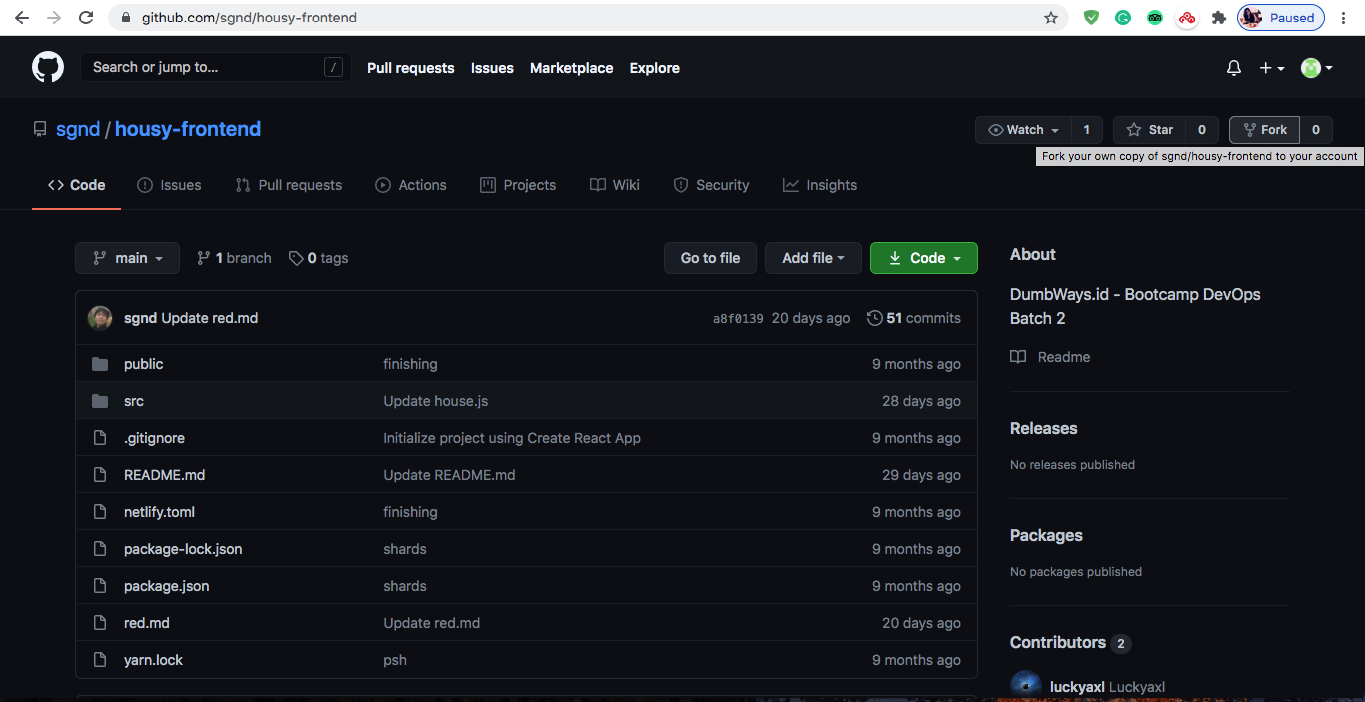 github.com/sgnd/housy-frontend
Paused
Search or jump to...
/
Pull requests Issues Marketplace Explore
sgnd / housy-frontend
Watch 1 Star 0 Fork 0
Fork your own copy of sgnd/housy-frontend to your account
Code Issues Pull requests Actions Projects Wiki Security Insights
main 1 branch 0 tags Go to file Add file Code
sgnd Update red.md a8f0139 20 days ago 51 commits
public finishing 9 months ago
src Update house.js 28 days ago
.gitignore Initialize project using Create React App 9 months ago
README.md Update README.md 29 days ago
netlify.toml finishing 9 months ago
package-lock.json shards 9 months ago
package.json shards 9 months ago
red.md Update red.md 20 days ago
yarn.lock psh 9 months ago
About
DumbWays.id - Bootcamp DevOps
Batch 2
Readme
Releases
No releases published
Packages
No packages published
Contributors 2
luckyaxl Luckyaxl